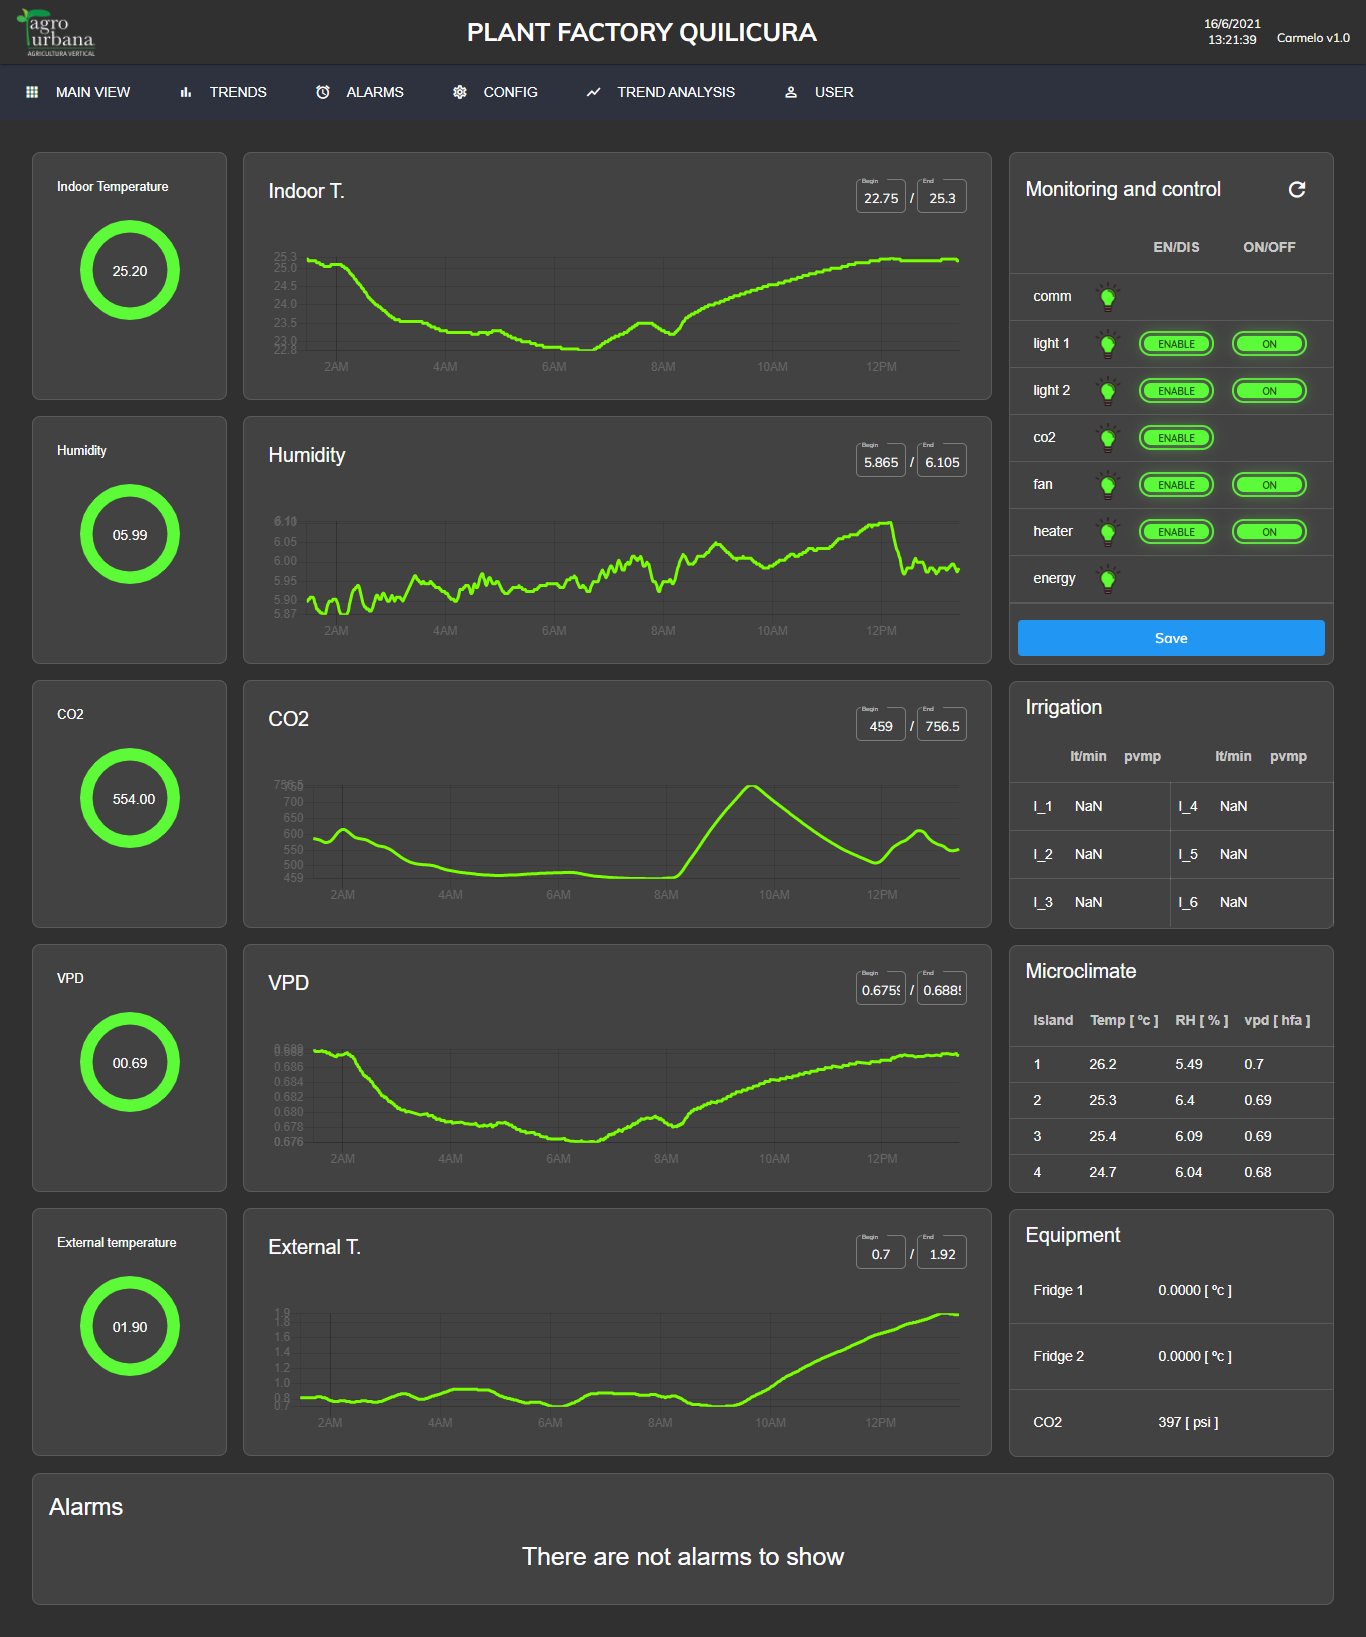 agro
urbana
AGRICULTURA VERTICAL
PLANT FACTORY QUILICURA
16/6/2021
13:21:39
Carmelo v1.0
MAIN VIEW
TRENDS
ALARMS
CONFIG
TREND ANALYSIS
USER
Indoor Temperature
25.20
Indoor T.
Begin
22.75
/
End
25.3
25.3
25.0
24.5
24.0
23.5
23.0
22.8
2AM 4AM 6AM 8AM 10AM 12PM
Humidity
05.99
Humidity
Begin
5.865
/
End
6.105
6.10
6.05
6.00
5.95
5.90
5.87
2AM 4AM 6AM 8AM 10AM 12PM
CO2
554.00
CO2
Begin
459
/
End
756.5
756.5
750
700
650
600
550
500
459
2AM 4AM 6AM 8AM 10AM 12PM
VPD
00.69
VPD
Begin
0.6759
/
End
0.6885
0.689
0.688
0.686
0.684
0.682
0.680
0.678
0.676
2AM 4AM 6AM 8AM 10AM 12PM
External temperature
01.90
External T.
Begin
0.7
/
End
1.92
1.9
1.8
1.6
1.4
1.2
1.0
0.8
0.7
2AM 4AM 6AM 8AM 10AM 12PM
Monitoring and control
EN/DIS ON/OFF
comm
light 1 ENABLE ON
light 2 ENABLE ON
co2 ENABLE
fan ENABLE ON
heater ENABLE ON
energy
Save
Irrigation
lt/min pvmp lt/min pvmp
I_1 NaN I_4 NaN
I_2 NaN I_5 NaN
I_3 NaN I_6 NaN
Microclimate
Island Temp [ ºc ] RH [ % ] vpd [ hfa ]
1 26.2 5.49 0.7
2 25.3 6.4 0.69
3 25.4 6.09 0.69
4 24.7 6.04 0.68
Equipment
Fridge 1 0.0000 [ ºc ]
Fridge 2 0.0000 [ ºc ]
CO2 397 [ psi ]
Alarms
There are not alarms to show